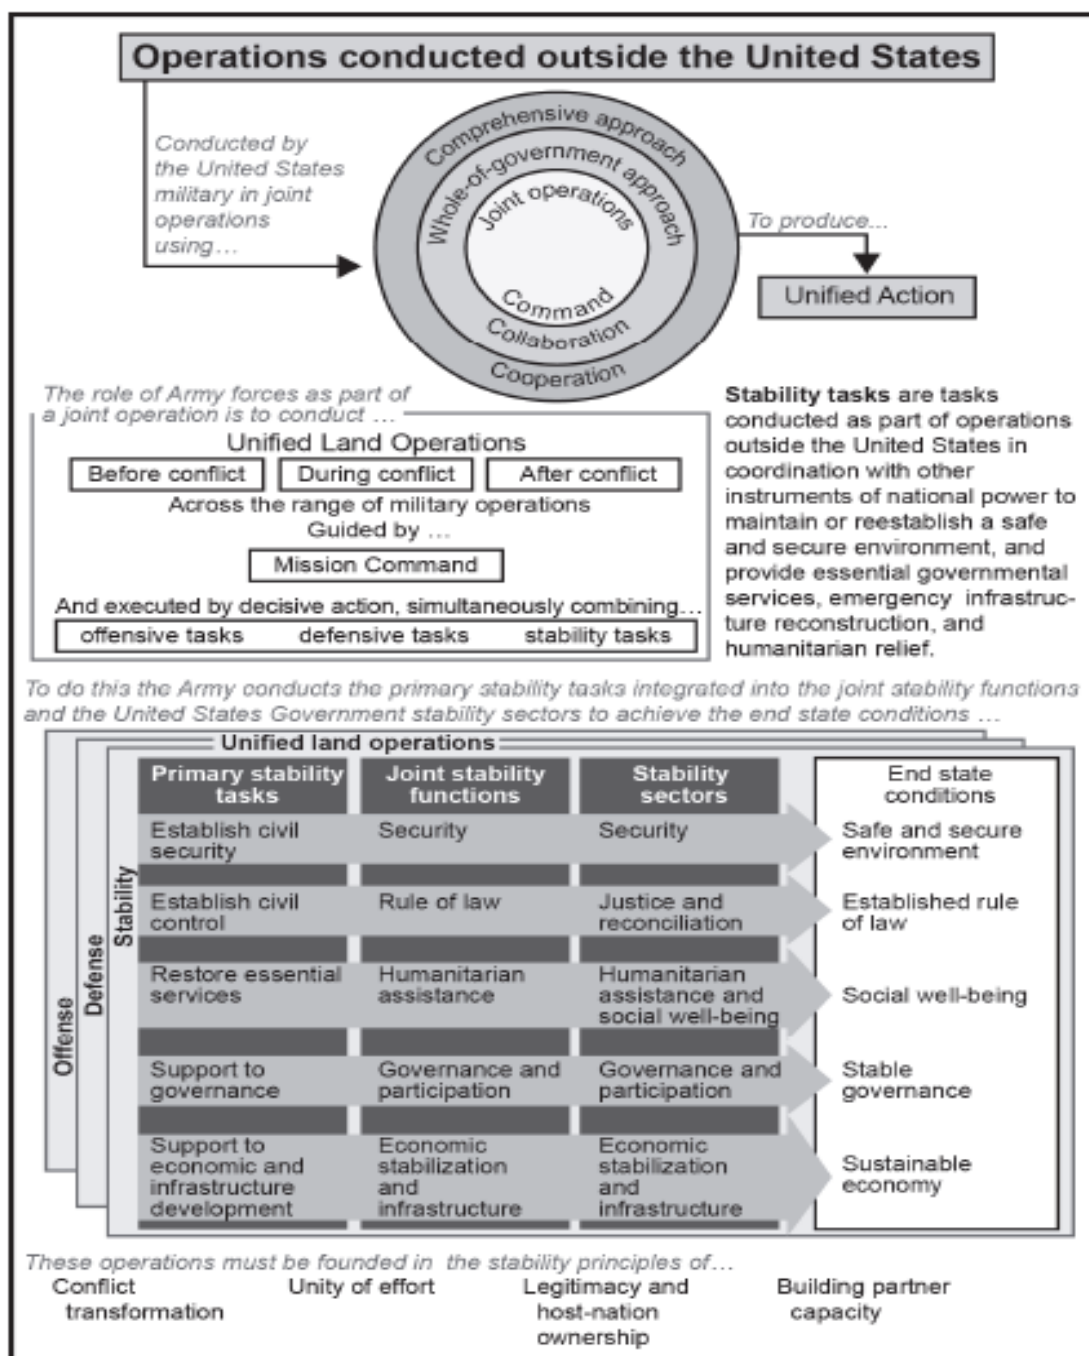 Operations conducted outside the United States
Conducted by
the United States
military in joint
operations
using…
Comprehensive approach
Whole-of-government approach
Joint operations
Command
Collaboration
Cooperation
To produce...
Unified Action
The role of Army forces as part of
a joint operation is to conduct …
Unified Land Operations
Before conflict
During conflict
After conflict
Across the range of military operations
Guided by …
Mission Command
And executed by decisive action, simultaneously combining…
offensive tasks defensive tasks stability tasks
Stability tasks are tasks
conducted as part of operations
outside the United States in
coordination with other
instruments of national power to
maintain or reestablish a safe
and secure environment, and
provide essential governmental
services, emergency infrastruc-
ture reconstruction, and
humanitarian relief.
To do this the Army conducts the primary stability tasks integrated into the joint stability functions
and the United States Government stability sectors to achieve the end state conditions …
Unified land operations
Offense
Defense
Stability
Primary stability
tasks
Joint stability
functions
Stability
sectors
End state
conditions
Establish civil
security
Security
Security
Safe and secure
environment
Establish civil
control
Rule of law
Justice and
reconciliation
Established rule
of law
Restore essential
services
Humanitarian
assistance
Humanitarian
assistance and
social well-being
Social well-being
Support to
governance
Governance and
participation
Governance and
participation
Stable
governance
Support to
economic and
infrastructure
development
Economic
stabilization
and
infrastructure
Economic
stabilization
and
infrastructure
Sustainable
economy
These operations must be founded in the stability principles of…
Conflict
transformation
Unity of effort
Legitimacy and
host-nation
ownership
Building partner
capacity